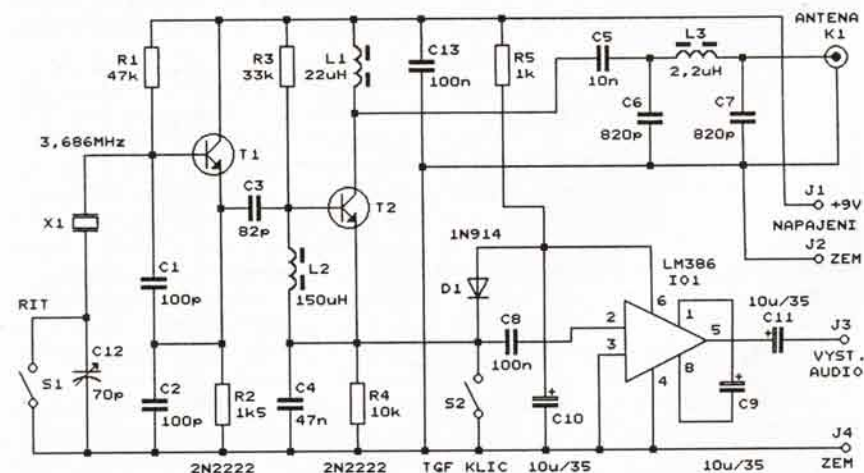 R1
47k
R3
33k
L1
22uH
C13
100n
R5
1k
C5
10n
L3
2,2uH
ANTENA
K1
C6
820p
C7
820p
3,686MHz
T1
C3
82p
T2
X1
J1
+9V
NAPAJENI
J2
ZEM
1N914
D1
LM386
IO1
L2
150uH
C1
100p
RIT
S1
C12
70p
C8
100n
2
3
6
1
5
8
4
10u/35
C11
J3
VYST.
AUDIO
C2
100p
R2
1k5
C4
47n
R4
10k
S2
C10
C9
J4
ZEM
2N2222
2N2222
TGF KLIC
10u/35
10u/35